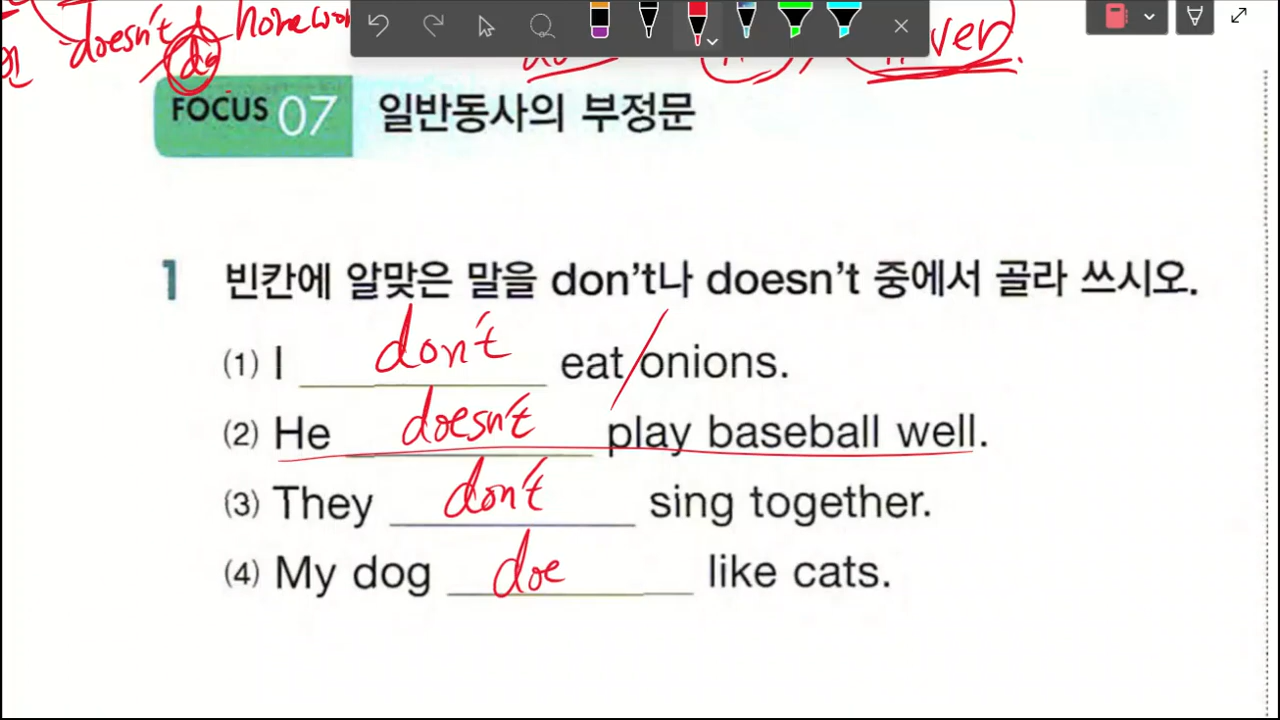 doesn't do
FOCUS 07 일반동사의 부정문
1 빈칸에 알맞은 말을 don't나 doesn't 중에서 골라 쓰시오.
(1) I don't eat onions.
(2) He doesn't play baseball well.
(3) They don't sing together.
(4) My dog doe like cats.